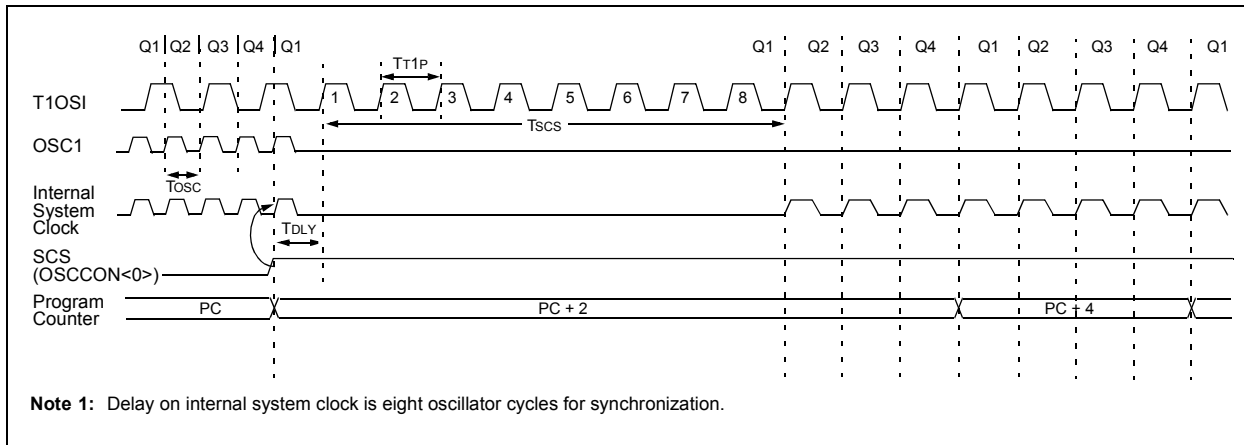 Q1 Q2 Q3 Q4 Q1 Q1 Q2 Q3 Q4 Q1 Q2 Q3 Q4 Q1
TT1P
T1OSI 1 2 3 4 5 6 7 8
TSCS
OSC1
TOSC
Internal
System
Clock
TDLY
SCS
(OSCCON<0>)
Program
Counter
PC PC + 2 PC + 4
Note 1: Delay on internal system clock is eight oscillator cycles for synchronization.